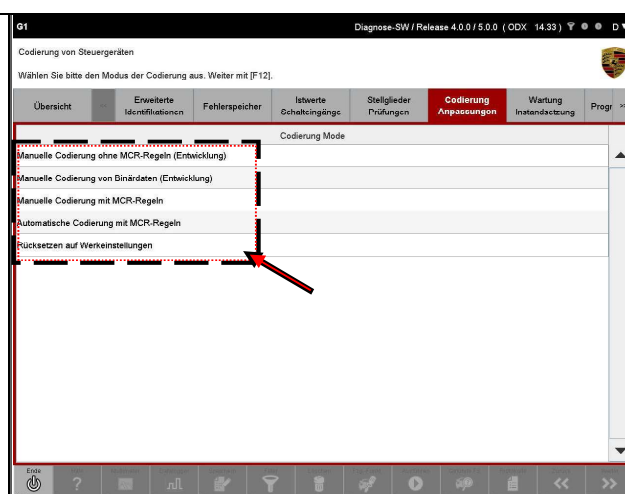 G1 Diagnose-SW / Release 4.0.0 / 5.0.0 ( ODX 14.33 ) D
Codierung von Steuergeräten
Wählen Sie bitte den Modus der Codierung aus. Weiter mit [F12].
Übersicht >> Erweiterte Identifikationen Fehlerspeicher Istwerte Schalteingänge Stellglieder Prüfungen Codierung Anpassungen Wartung Instandsetzung Progr >>
Codierung Mode
Manuelle Codierung ohne MCR-Regeln (Entwicklung)
Manuelle Codierung von Binärdaten (Entwicklung)
Manuelle Codierung mit MCR-Regeln
Automatische Codierung mit MCR-Regeln
Rücksetzen auf Werkeinstellungen
Ende
? << >>